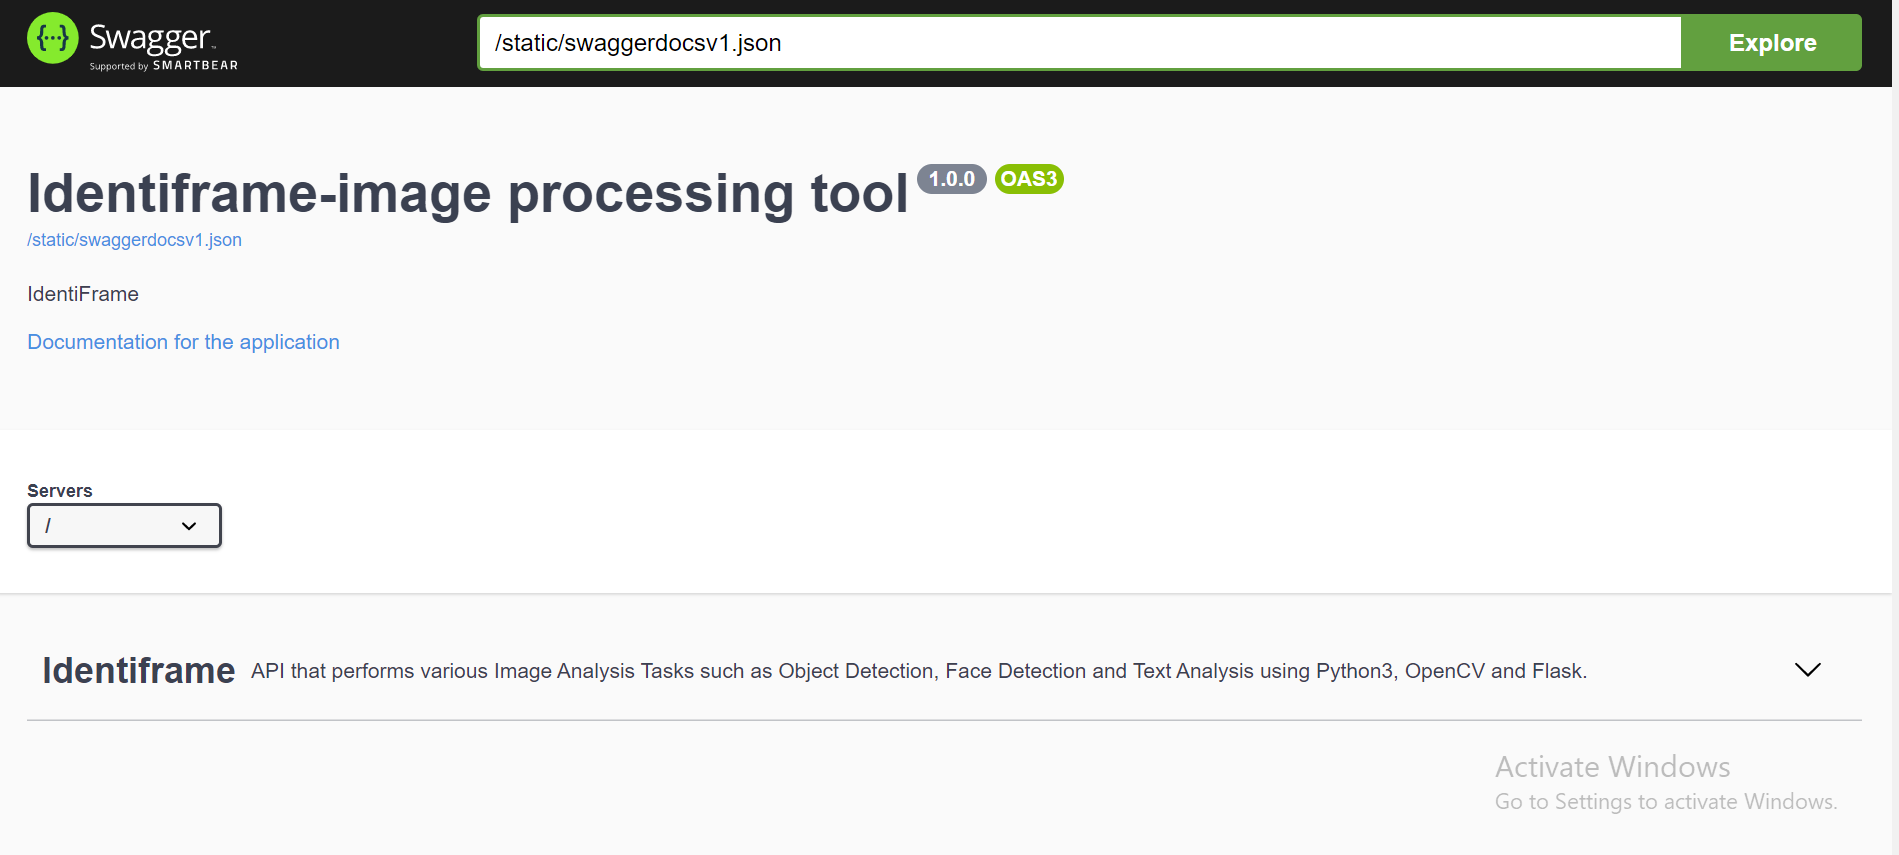 Swagger™
Supported by SMARTBEAR
/static/swaggerdocsv1.json
Explore
Identiframe-image processing tool 1.0.0 OAS3
/static/swaggerdocsv1.json
IdentiFrame
Documentation for the application
Servers
/
Identiframe API that performs various Image Analysis Tasks such as Object Detection, Face Detection and Text Analysis using Python3, OpenCV and Flask.
Activate Windows
Go to Settings to activate Windows.